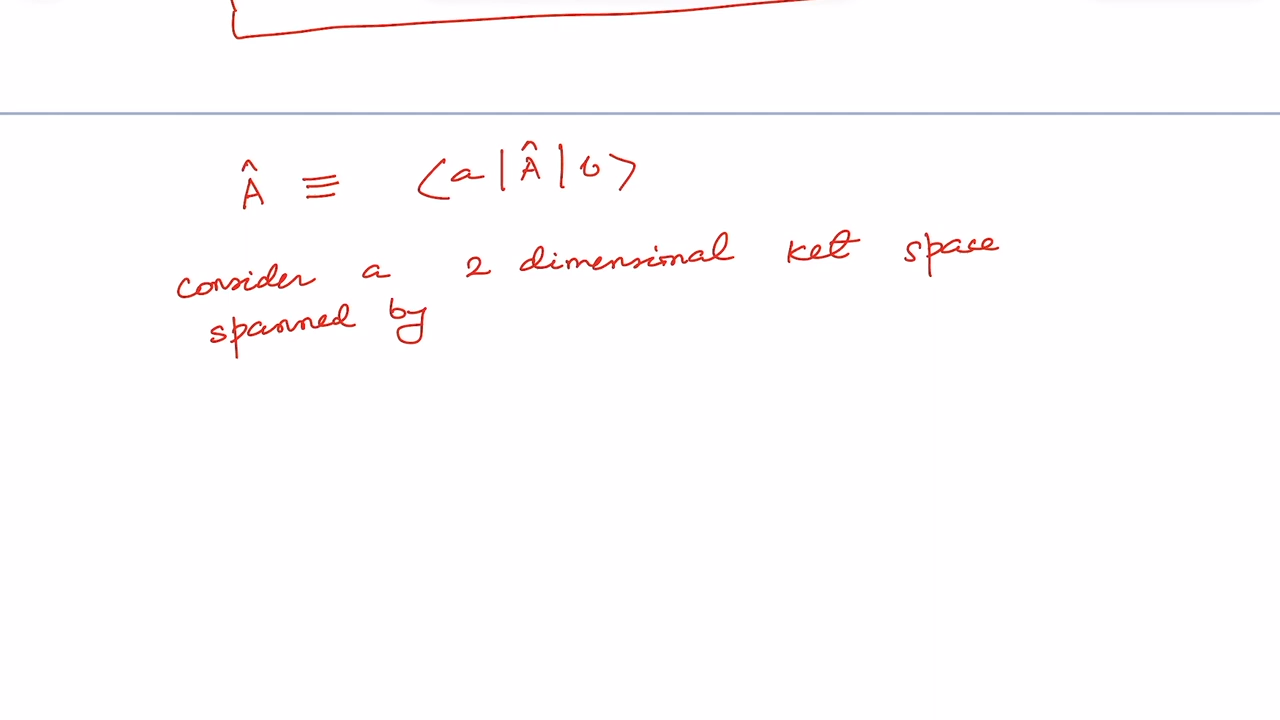 Â ≡ ⟨a|Â|b⟩
consider a 2 dimensional ket space
spanned by